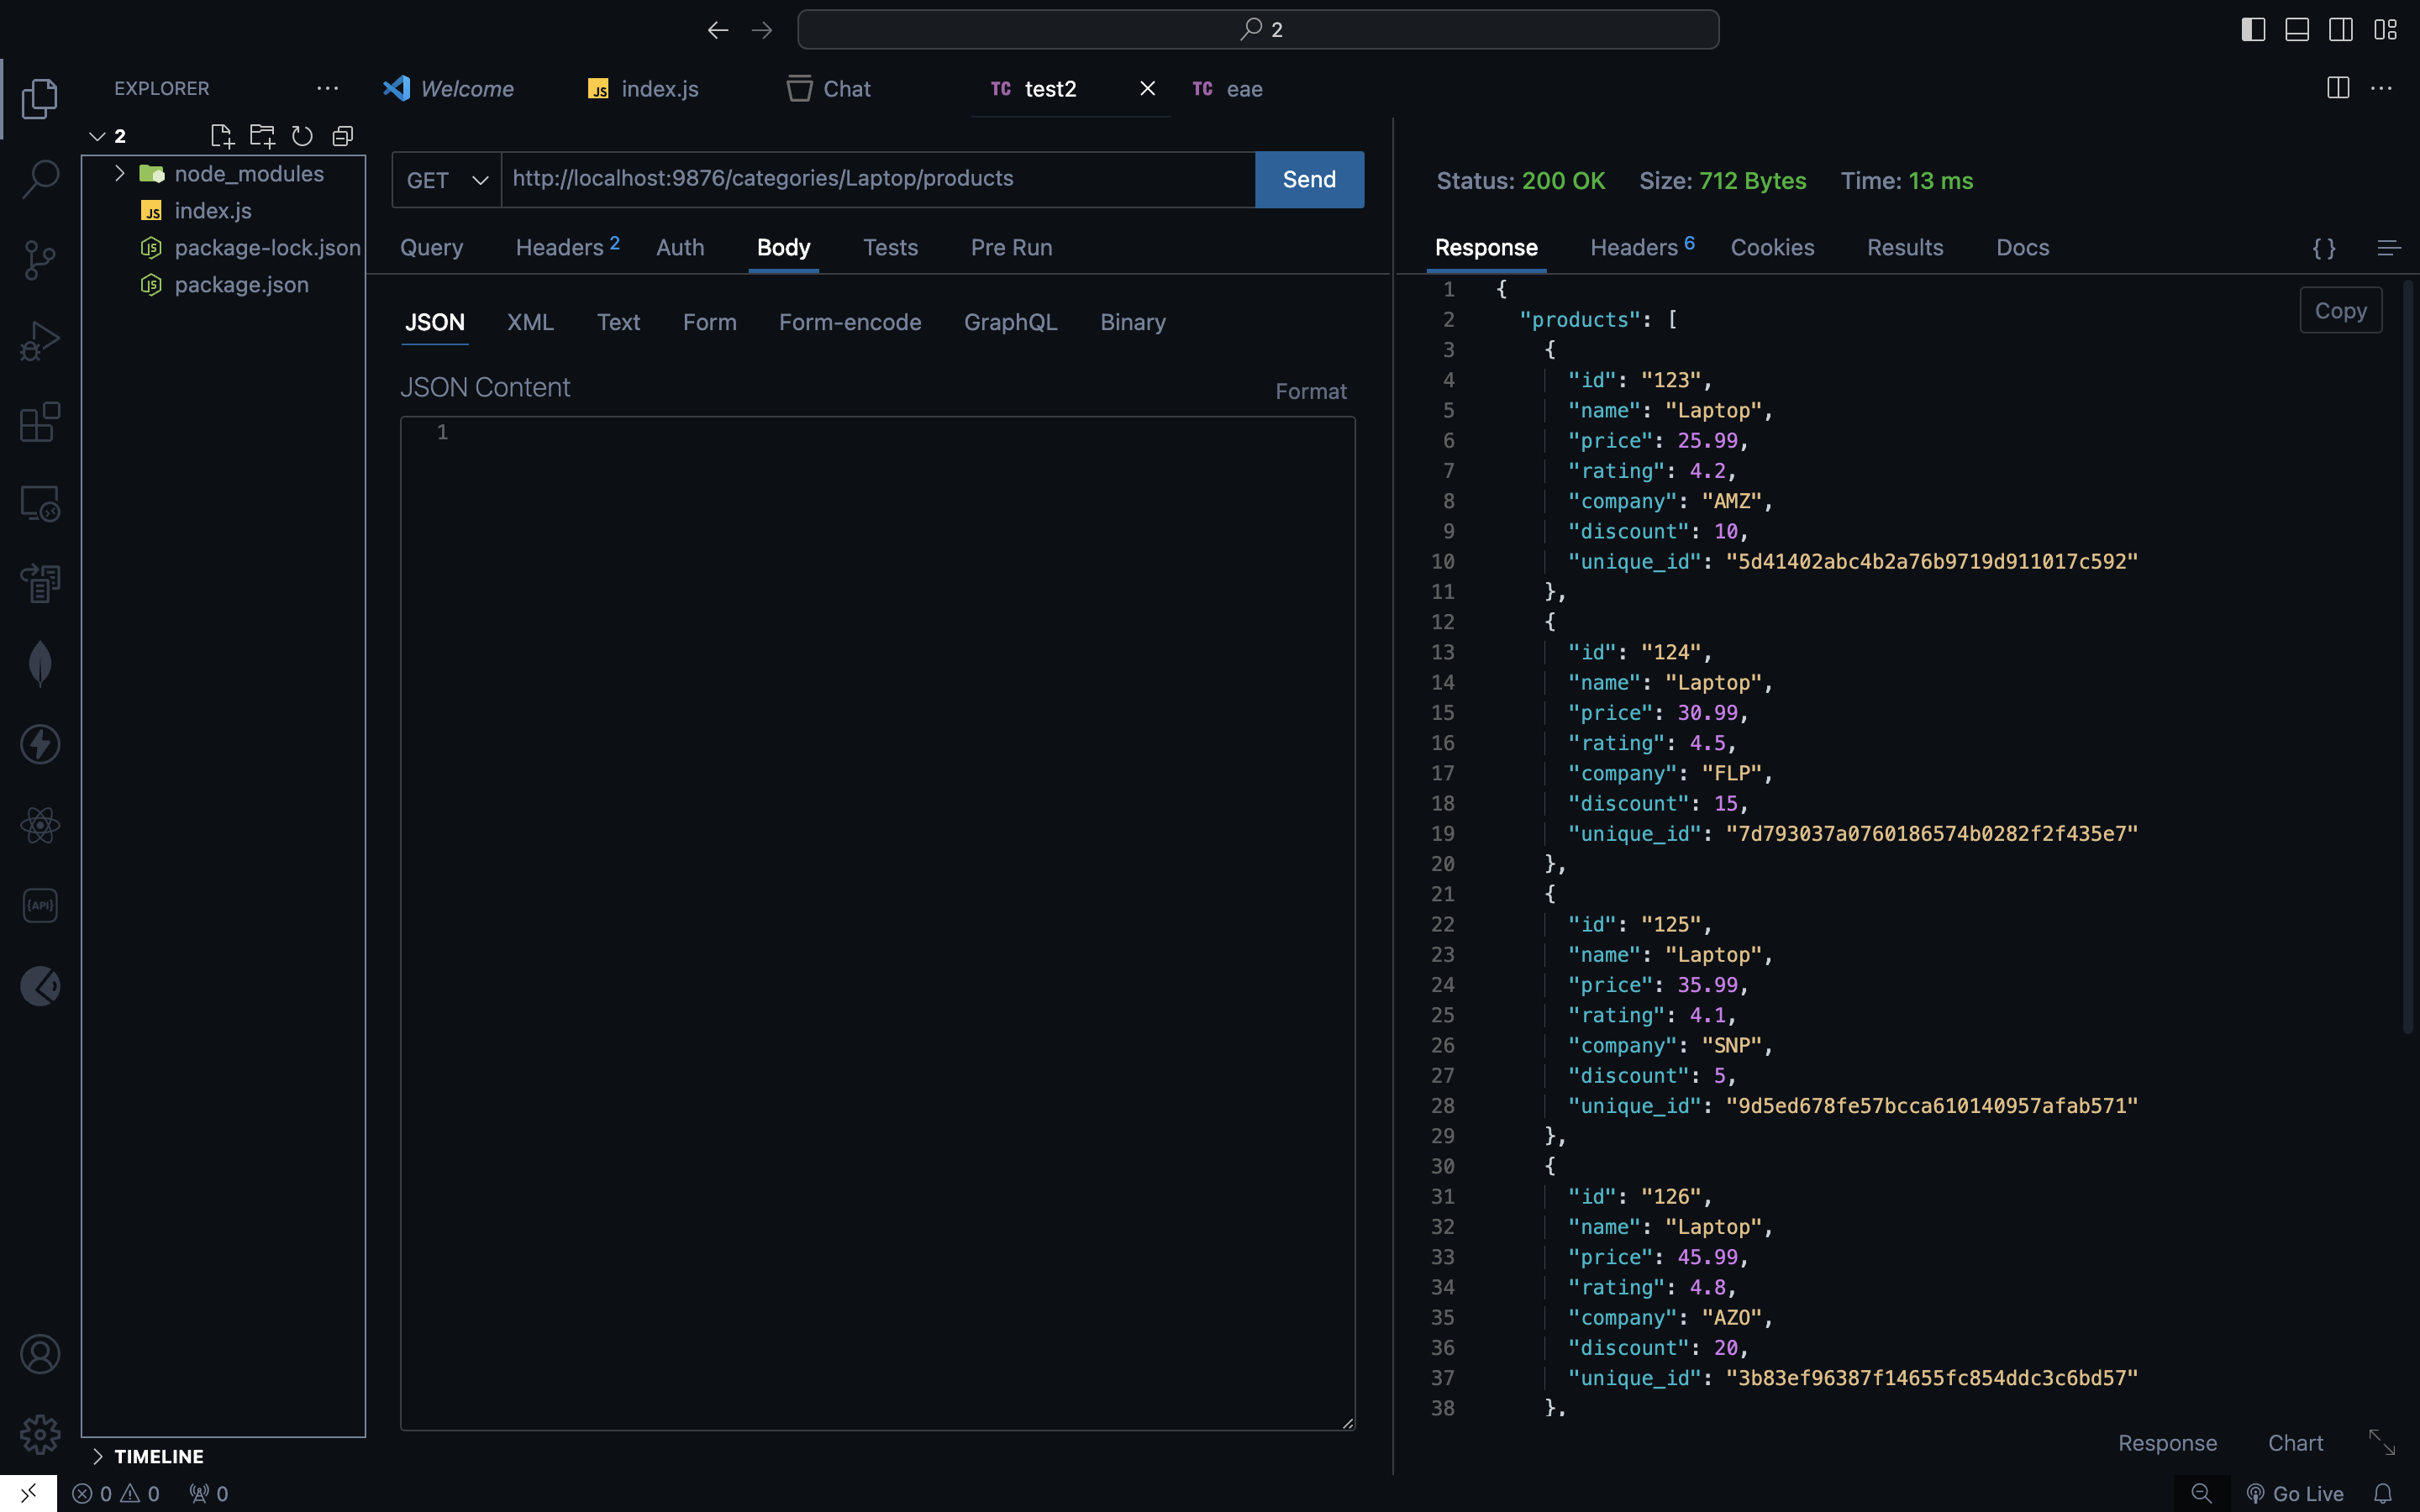 2
EXPLORER
Welcome
JS index.js
Chat
TC test2
TC eae
2
node_modules
JS index.js
package-lock.json
package.json
TIMELINE
GET
http://localhost:9876/categories/Laptop/products
Send
Query Headers 2 Auth Body Tests Pre Run
JSON XML Text Form Form-encode GraphQL Binary
JSON Content
Format
1
Status: 200 OK Size: 712 Bytes Time: 13 ms
Response Headers 6 Cookies Results Docs {}
Copy
1 {
2 "products": [
3 {
4 "id": "123",
5 "name": "Laptop",
6 "price": 25.99,
7 "rating": 4.2,
8 "company": "AMZ",
9 "discount": 10,
10 "unique_id": "5d41402abc4b2a76b9719d911017c592"
11 },
12 {
13 "id": "124",
14 "name": "Laptop",
15 "price": 30.99,
16 "rating": 4.5,
17 "company": "FLP",
18 "discount": 15,
19 "unique_id": "7d793037a0760186574b0282f2f435e7"
20 },
21 {
22 "id": "125",
23 "name": "Laptop",
24 "price": 35.99,
25 "rating": 4.1,
26 "company": "SNP",
27 "discount": 5,
28 "unique_id": "9d5ed678fe57bcca610140957afab571"
29 },
30 {
31 "id": "126",
32 "name": "Laptop",
33 "price": 45.99,
34 "rating": 4.8,
35 "company": "AZO",
36 "discount": 20,
37 "unique_id": "3b83ef96387f14655fc854ddc3c6bd57"
38 },
Response Chart
{API}
0 0 0
Go Live